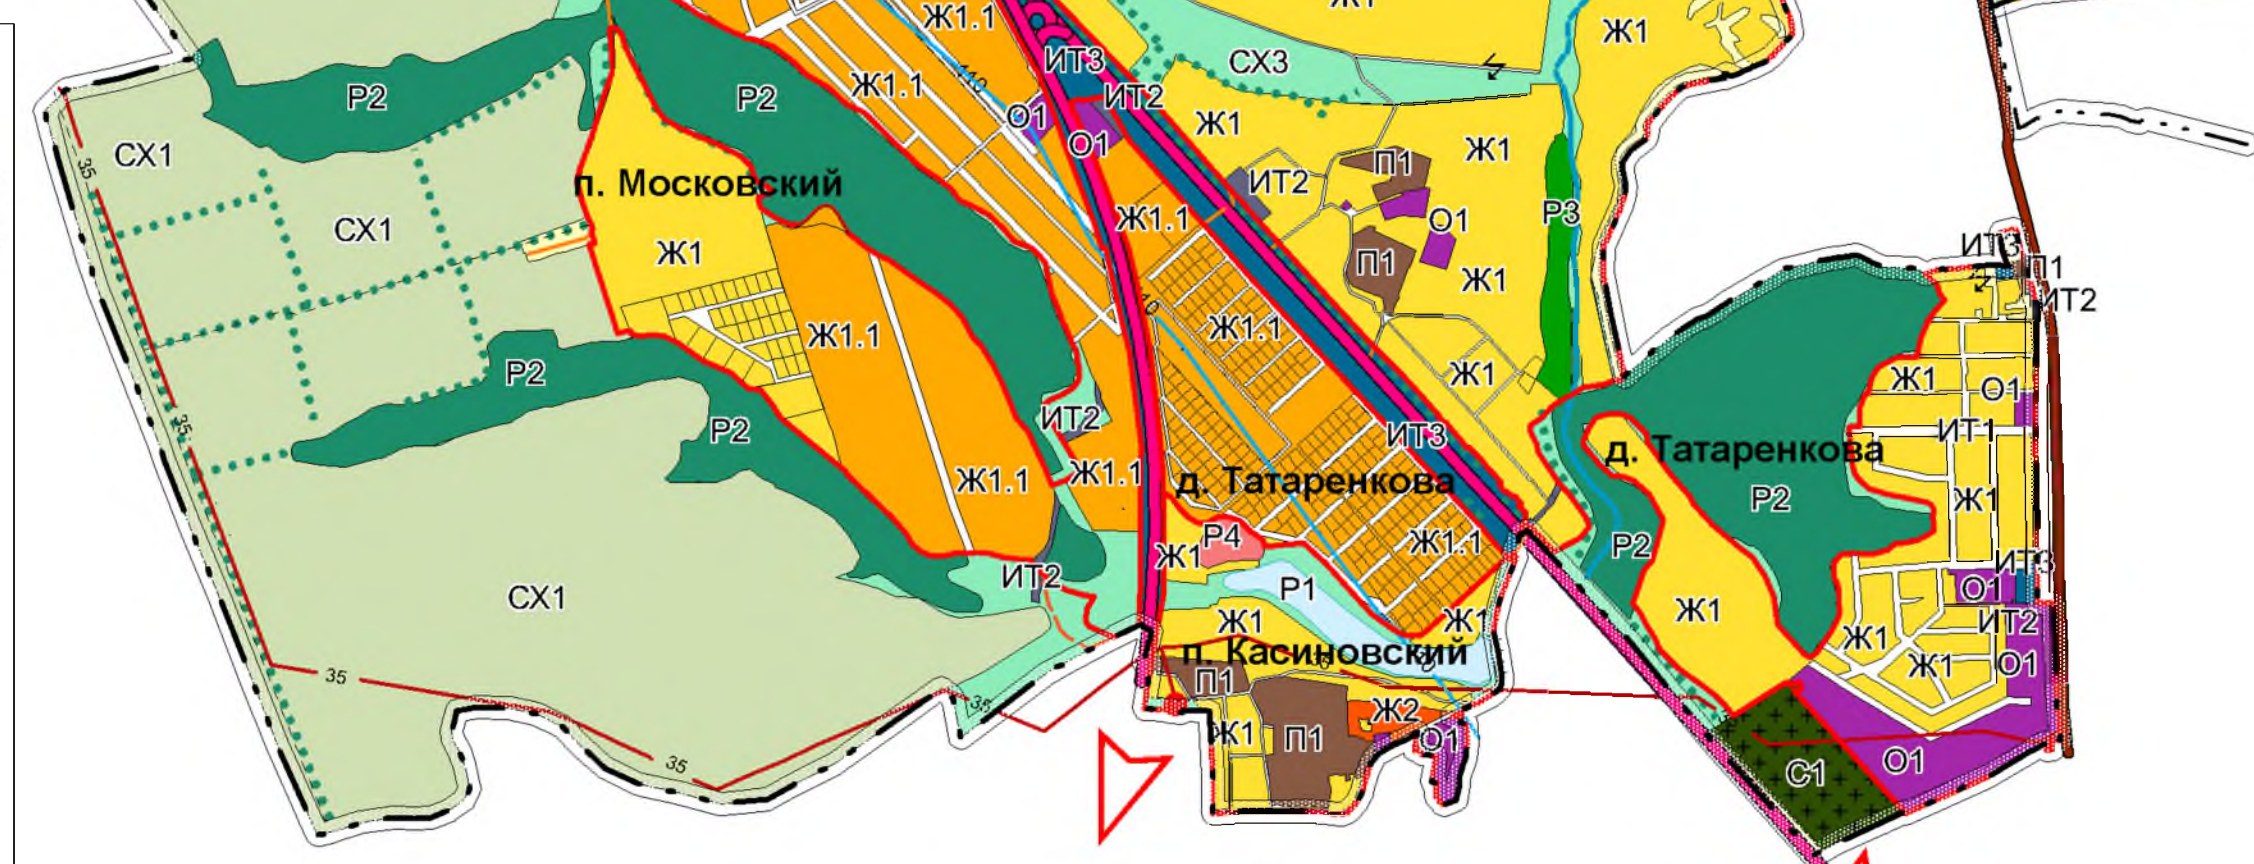 Ж1
Ж1.1
Ж1
ИТ3
СХ3
Р2
Р2
Ж1.1
110
ИТ2
О1
О1
Ж1
СХ1
35
Ж1
П1
п. Московский
ИТ2
СХ1
Ж1.1
О1
Р3
Ж1
П1
Ж1
ИТ3
П1
ИТ2
Ж1.1
Ж1.1
Р2
Ж1
Ж1
О1
35
Р2
ИТ2
ИТ3
ИТ1
д. Татаренкова
Ж1.1
Ж1.1
д. Татаренкова
Р2
Ж1
Р4
Ж1
Ж1.1
Р2
ИТ3
ИТ2
Р1
О1
СХ1
Ж1
Ж1
Ж1
ИТ2
Ж1
п. Касиновский
35
Ж1
О1
35
П1
35
Ж2
Ж1
П1
О1
35
С1
О1